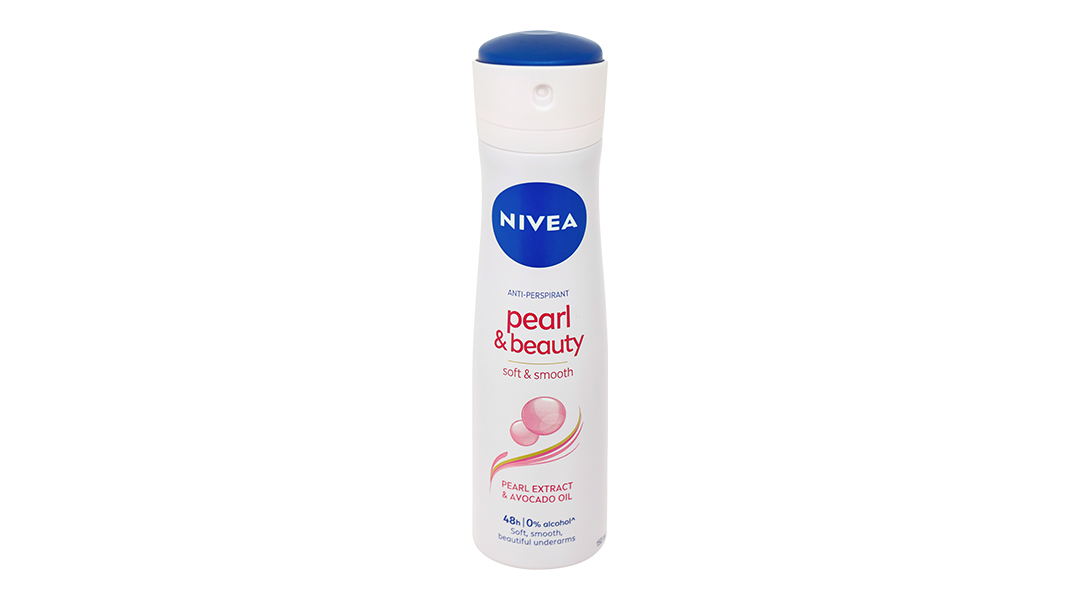 NIVEA
ANTI-PERSPIRANT
pearl
& beauty
soft & smooth
PEARL EXTRACT
& AVOCADO OIL
48h | 0% alcohol^
Soft, smooth,
beautiful underarms